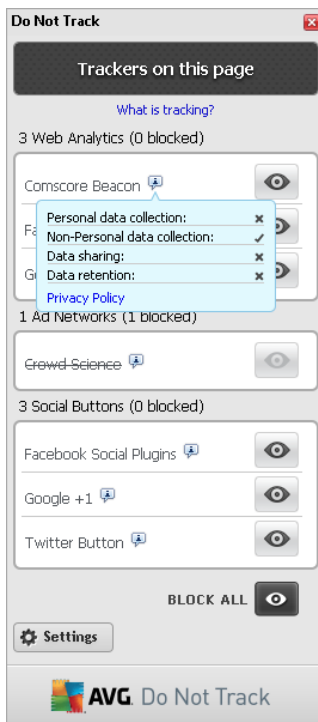 Do Not Track
Trackers on this page
What is tracking?
3 Web Analytics (0 blocked)
Comscore Beacon
Fa
Personal data collection:
Non-Personal data collection:
Data sharing:
Go
Data retention:
Privacy Policy
1 Ad Networks (1 blocked)
Crowd Science
3 Social Buttons (0 blocked)
Facebook Social Plugins
Google +1
Twitter Button
BLOCK ALL
Settings
AVG. Do Not Track